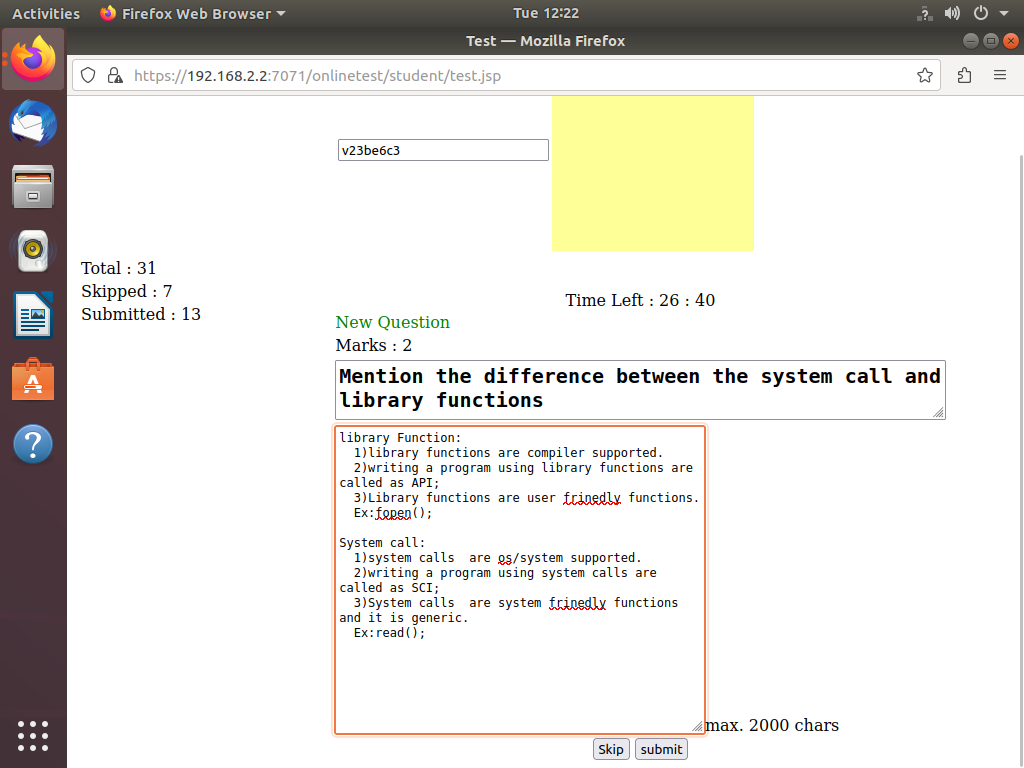 Activities
Firefox Web Browser
Tue 12:22
Test — Mozilla Firefox
https://192.168.2.2:7071/onlinetest/student/test.jsp
v23be6c3
Total : 31
Skipped : 7
Submitted : 13
Time Left : 26 : 40
New Question
Marks : 2
Mention the difference between the system call and
library functions
library Function:
1)library functions are compiler supported.
2)writing a program using library functions are
called as API;
3)Library functions are user frinedly functions.
Ex:fopen();
System call:
1)system calls  are os/system supported.
2)writing a program using system calls are
called as SCI;
3)System calls  are system frinedly functions
and it is generic.
Ex:read();
max. 2000 chars
Skip
submit